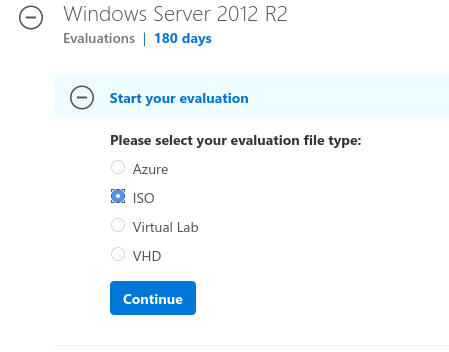 Windows Server 2012 R2
Evaluations | 180 days
Start your evaluation
Please select your evaluation file type:
Azure
ISO
Virtual Lab
VHD
Continue